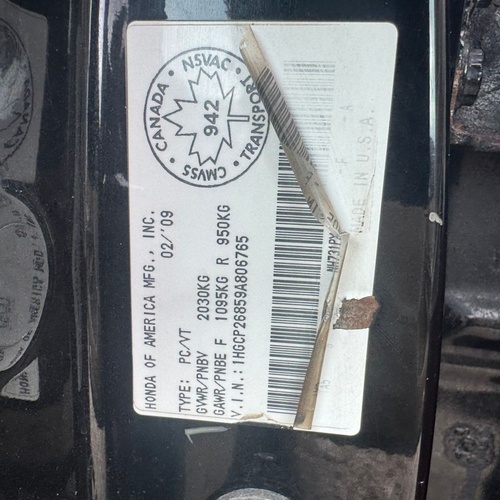 HONDA OF AMERICA MFG., INC.
02/'09
TYPE: PC/VT
GVWR/PNBV 2030KG
GAWR/PNBE F 1095KG R 950KG
V.I.N.: 1HGCP26859A806765
CANADA • NSVAC • TRANSPORT • CMVSS •
942
NH731PX
MADE IN U.S.A